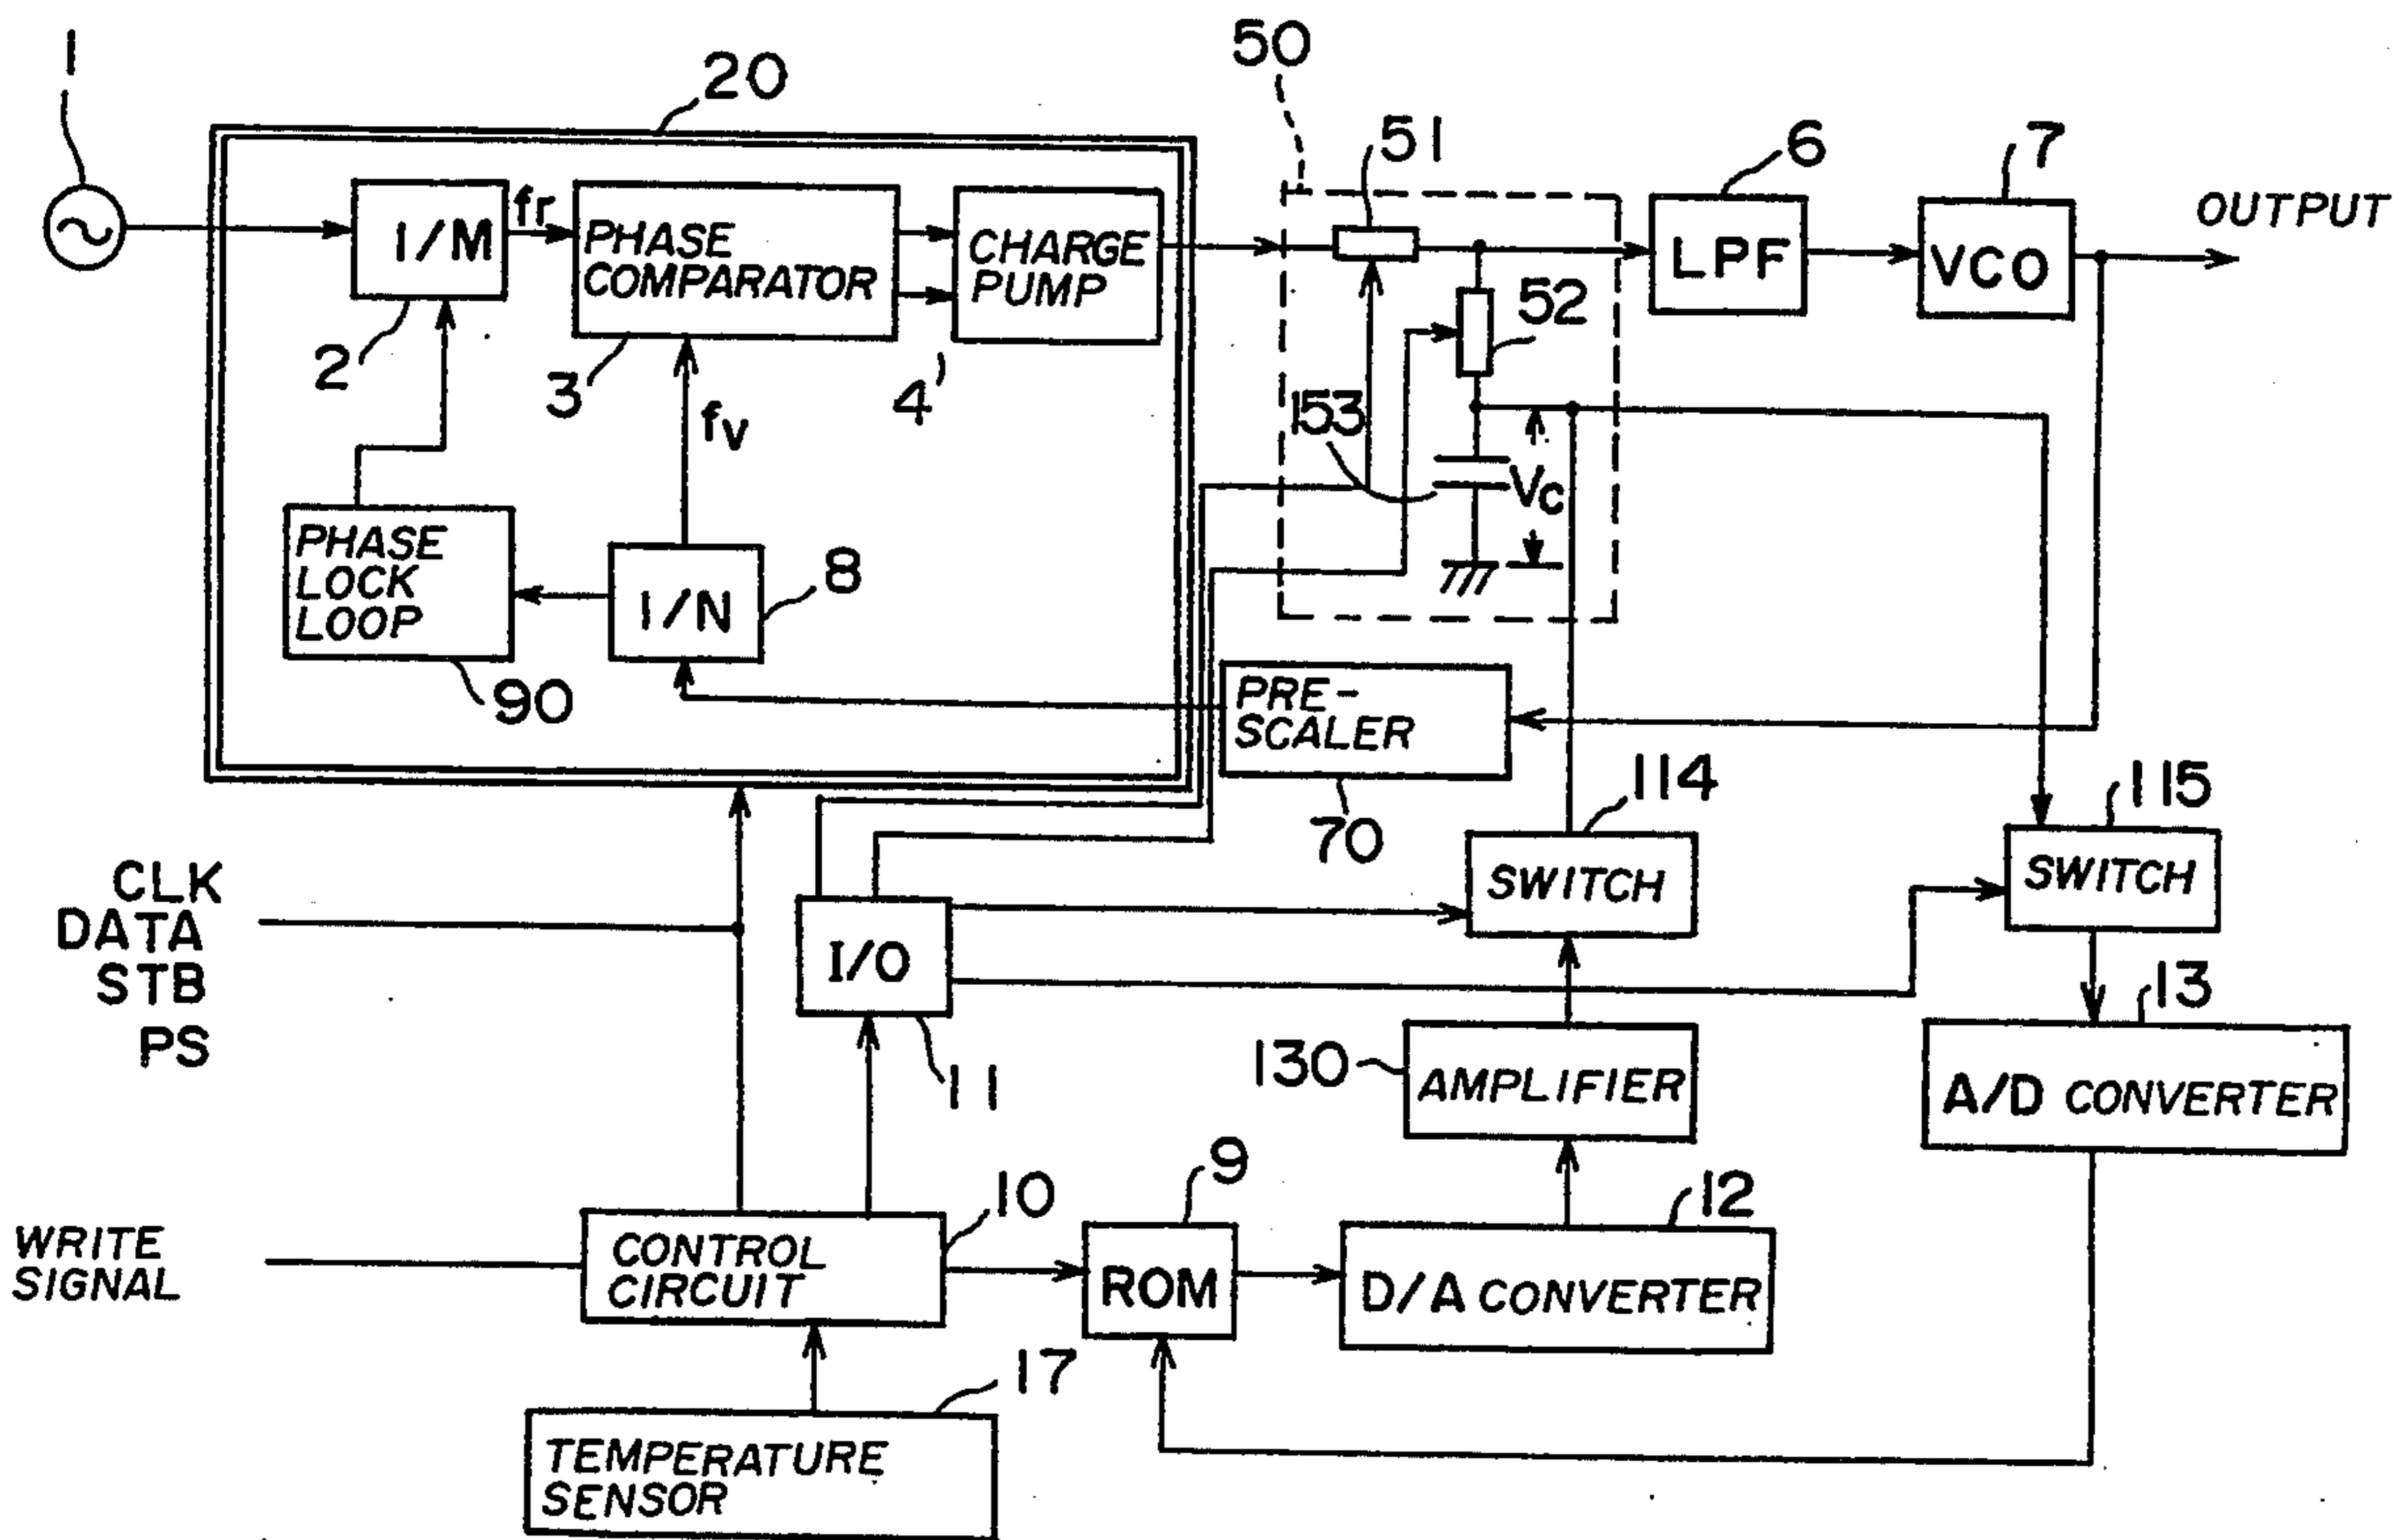 1
20
50
51
6
7
OUTPUT
1/M
fr
PHASE
COMPARATOR
CHARGE
PUMP
LPF
VCO
2
3
4
52
153
fv
Vc
PHASE
LOCK
LOOP
1/N
8
90
PRE-
SCALER
70
114
115
CLK
DATA
STB
PS
I/O
SWITCH
SWITCH
11
130
AMPLIFIER
13
A/D CONVERTER
WRITE
SIGNAL
CONTROL
CIRCUIT
10
9
ROM
12
D/A CONVERTER
17
TEMPERATURE
SENSOR